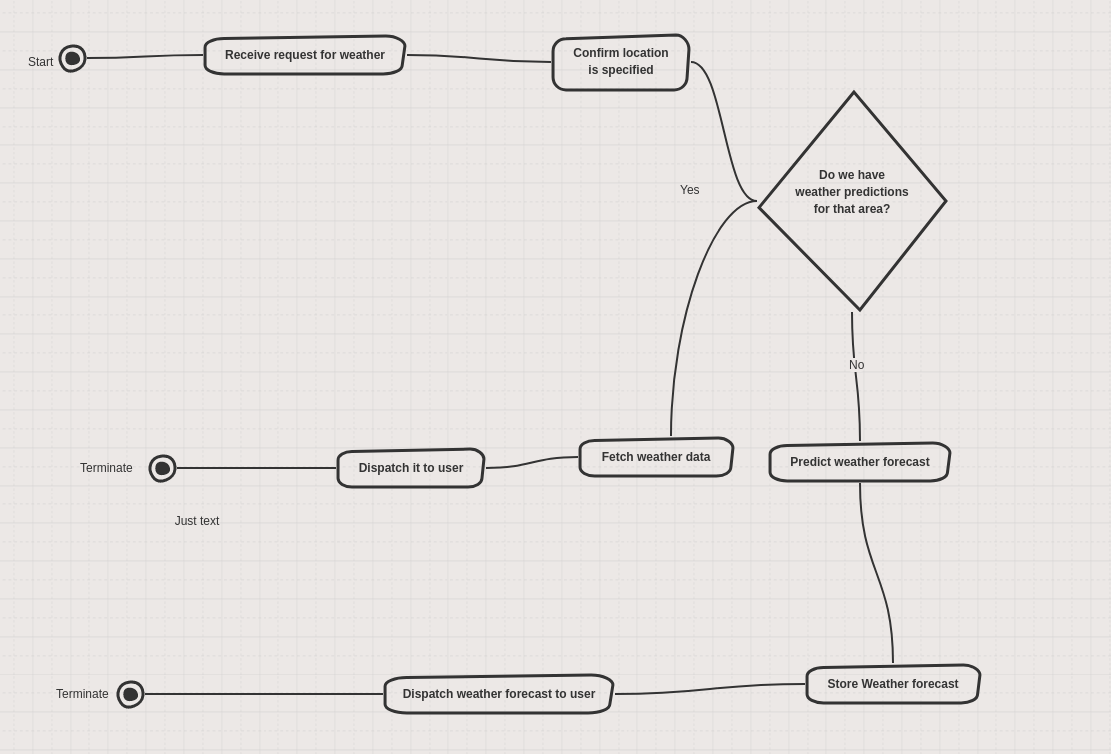 Start
Receive request for weather
Confirm location
is specified
Do we have
weather predictions
for that area?
Yes
No
Terminate
Dispatch it to user
Fetch weather data
Predict weather forecast
Just text
Terminate
Dispatch weather forecast to user
Store Weather forecast